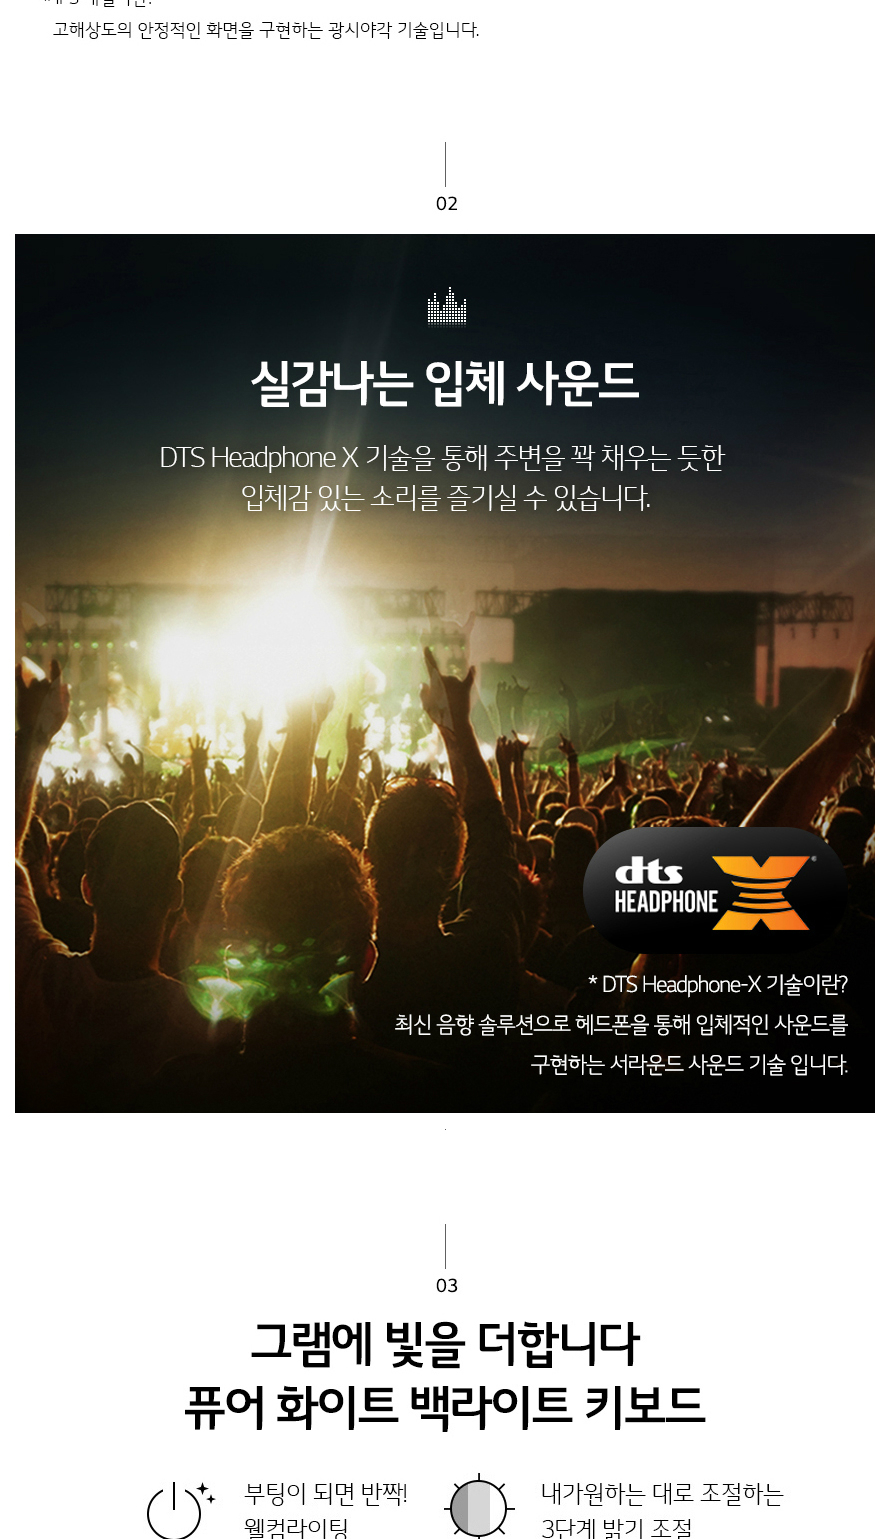 고해상도의 안정적인 화면을 구현하는 광시야각 기술입니다.
02
실감나는 입체 사운드
DTS Headphone X 기술을 통해 주변을 꽉 채우는 듯한
입체감 있는 소리를 즐기실 수 있습니다.
dts
HEADPHONE X
* DTS Headphone-X 기술이란?
최신 음향 솔루션으로 헤드폰을 통해 입체적인 사운드를
구현하는 서라운드 사운드 기술 입니다.
03
그램에 빛을 더합니다
퓨어 화이트 백라이트 키보드
부팅이 되면 반짝!
웰컴라이팅
내가원하는 대로 조절하는
3단계 밝기 조절